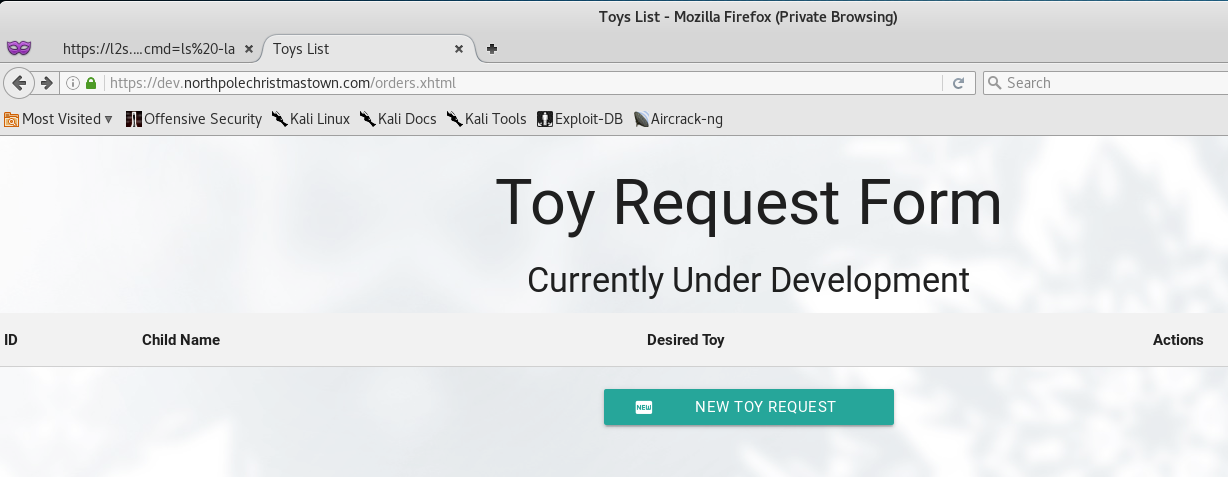 Toys List - Mozilla Firefox (Private Browsing)
https://l2s.…cmd=ls%20-la
Toys List
https://dev.northpolechristmastown.com/orders.xhtml
Search
Most Visited
Offensive Security
Kali Linux
Kali Docs
Kali Tools
Exploit-DB
Aircrack-ng
Toy Request Form
Currently Under Development
ID Child Name Desired Toy Actions
NEW NEW TOY REQUEST